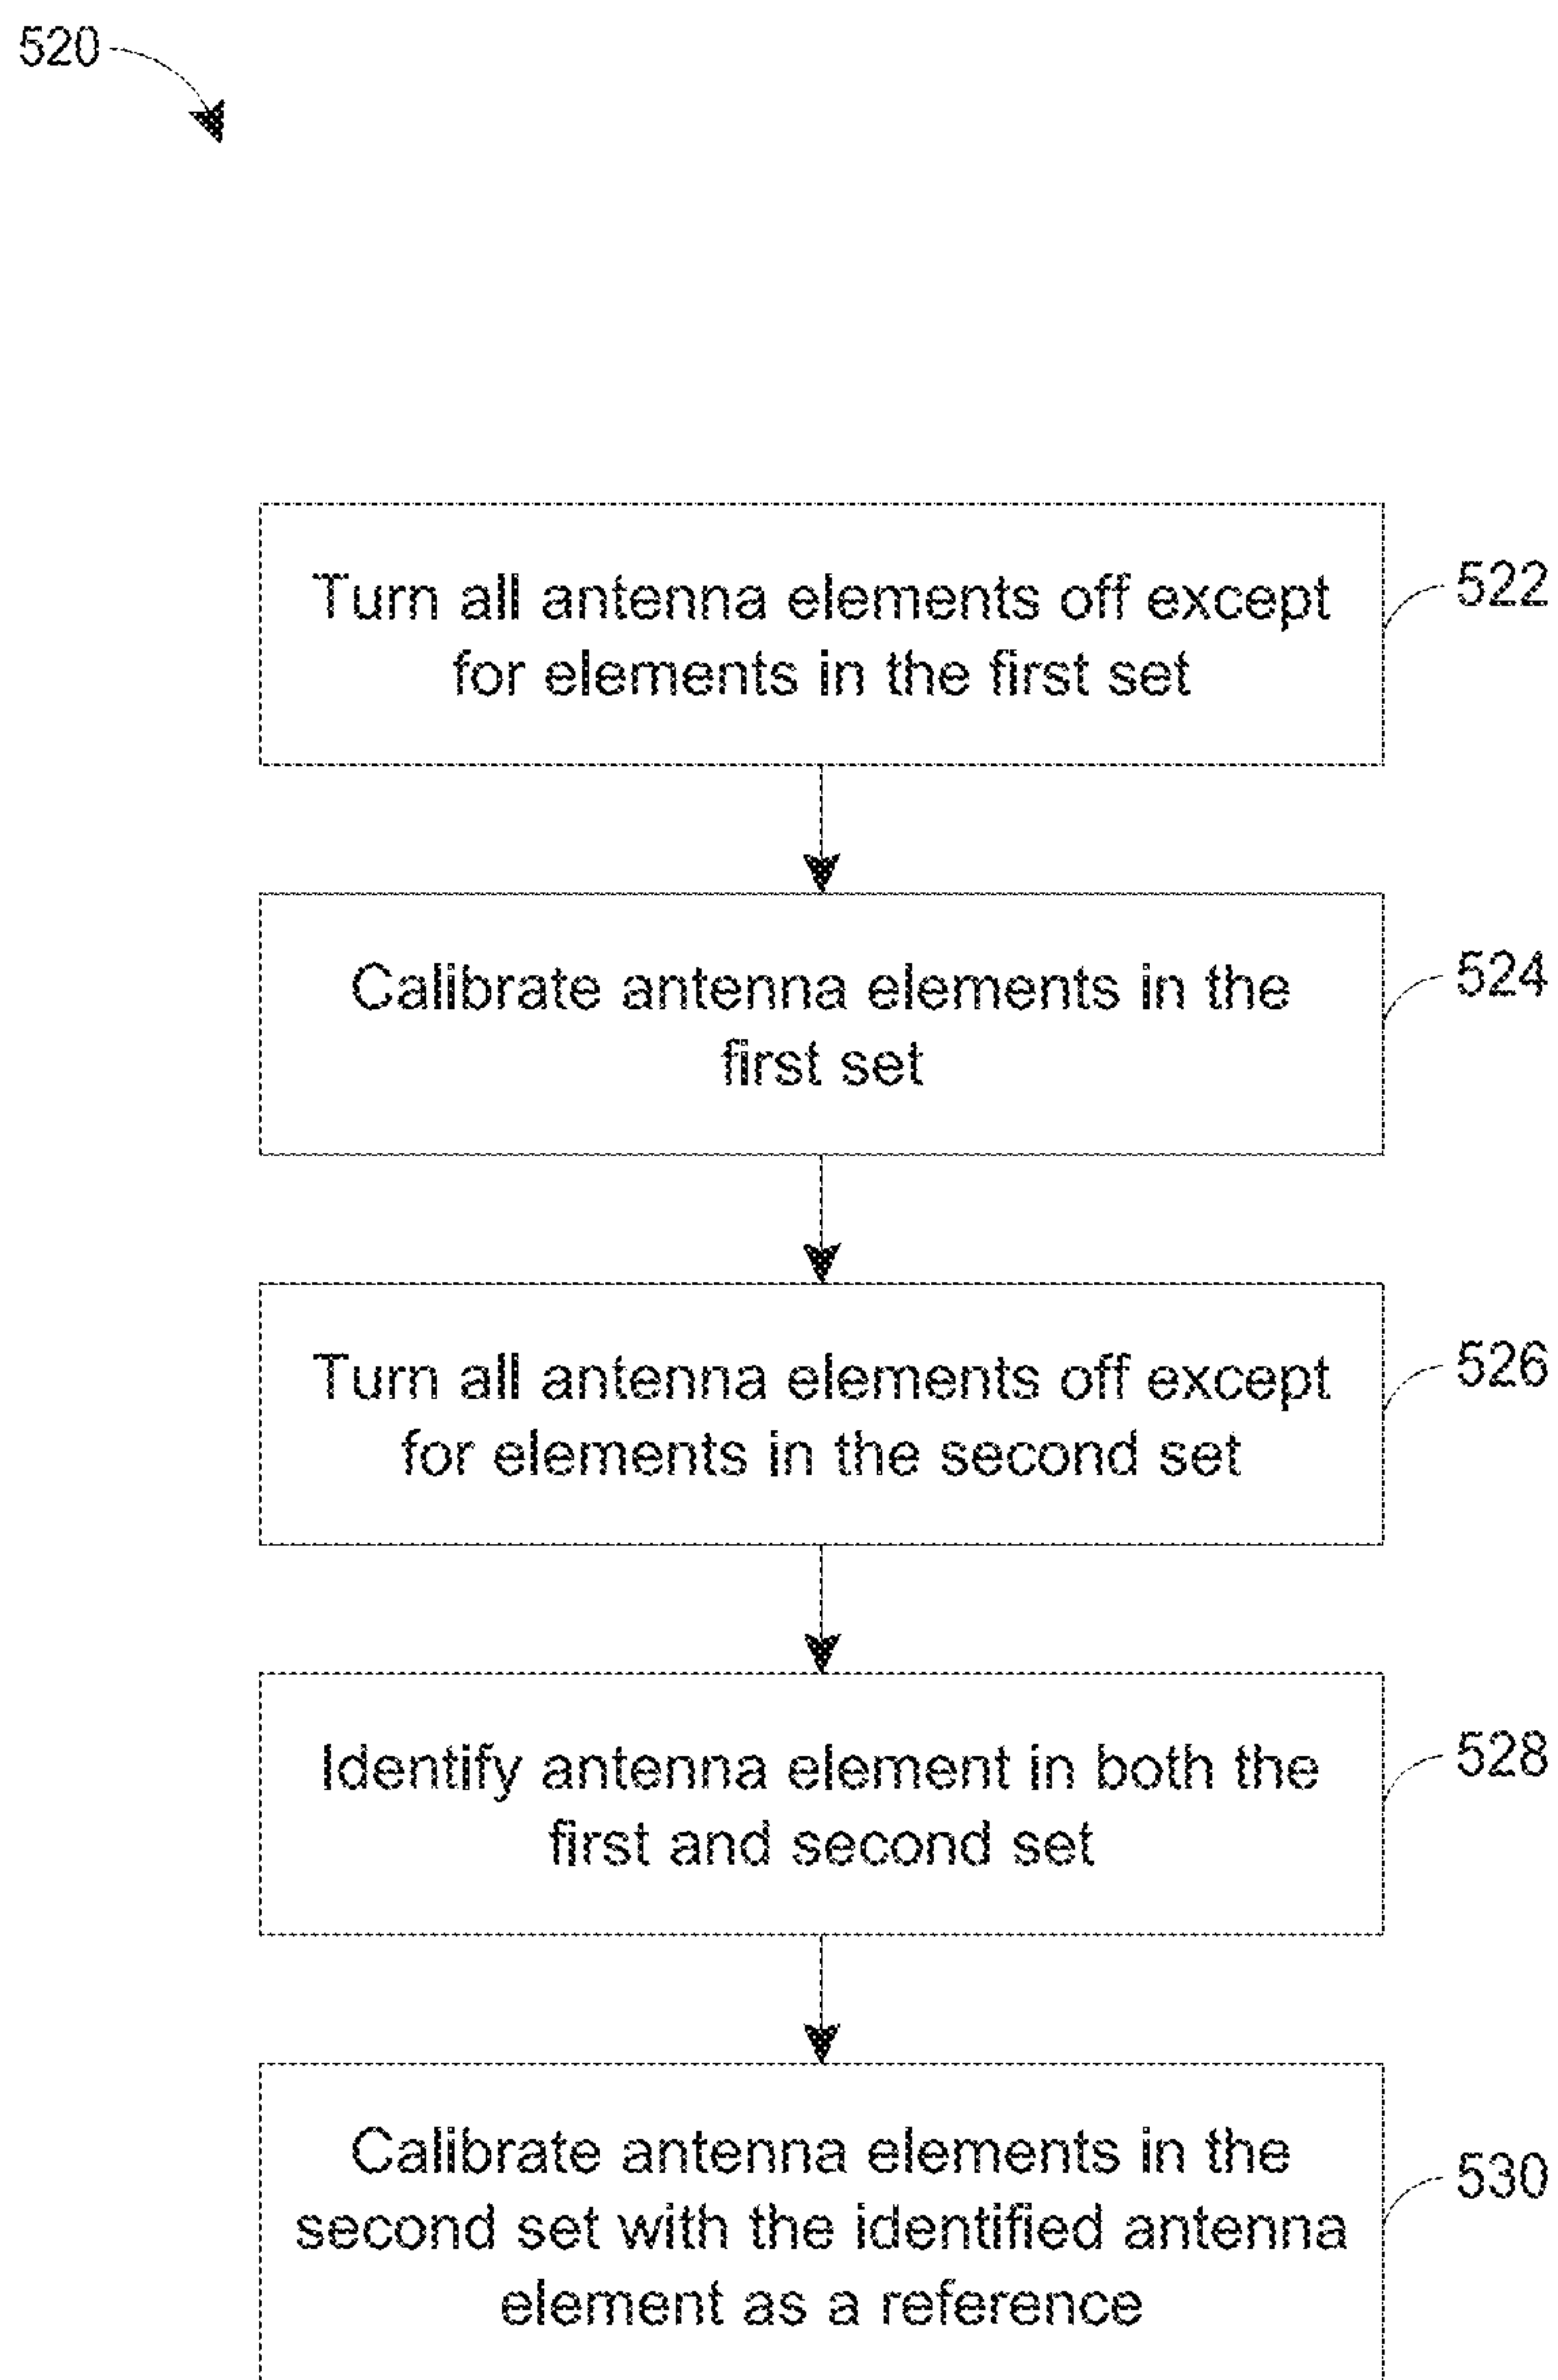 520
Turn all antenna elements off except
for elements in the first set
522
Calibrate antenna elements in the
first set
524
Turn all antenna elements off except
for elements in the second set
526
Identify antenna element in both the
first and second set
528
Calibrate antenna elements in the
second set with the identified antenna
element as a reference
530